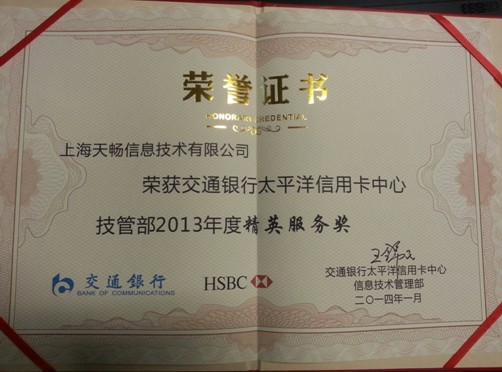 荣誉证书
HONORARY CREDENTIAL
上海天畅信息技术有限公司
荣获交通银行太平洋信用卡中心
技管部2013年度精英服务奖
交通银行太平洋信用卡中心
信息技术管理部
二〇一四年一月
交通銀行
BANK OF COMMUNICATIONS
HSBC